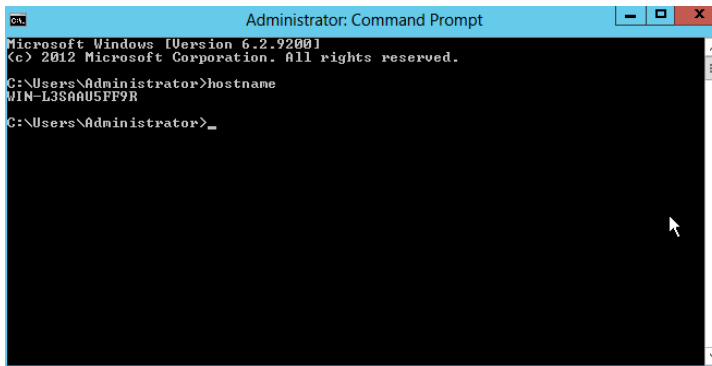 Administrator: Command Prompt
Microsoft Windows [Version 6.2.9200]
(c) 2012 Microsoft Corporation. All rights reserved.
C:\Users\Administrator>hostname
WIN-L3SAAU5FF9R
C:\Users\Administrator>_